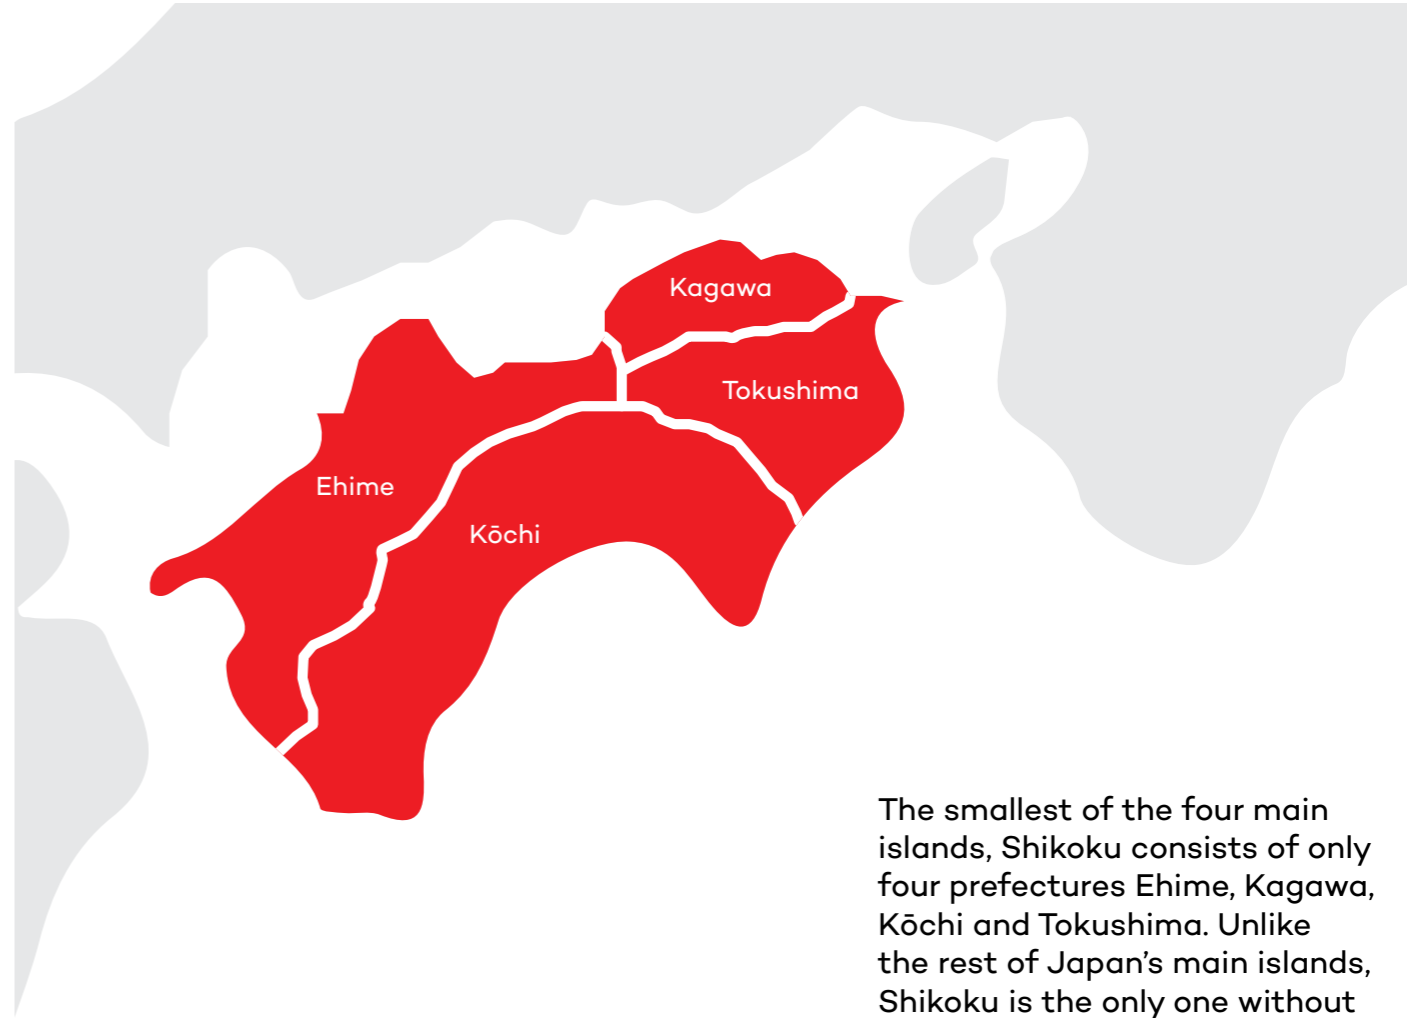 Kagawa
Tokushima
Ehime
Kōchi
The smallest of the four main
islands, Shikoku consists of only
four prefectures Ehime, Kagawa,
Kōchi and Tokushima. Unlike
the rest of Japan’s main islands,
Shikoku is the only one without